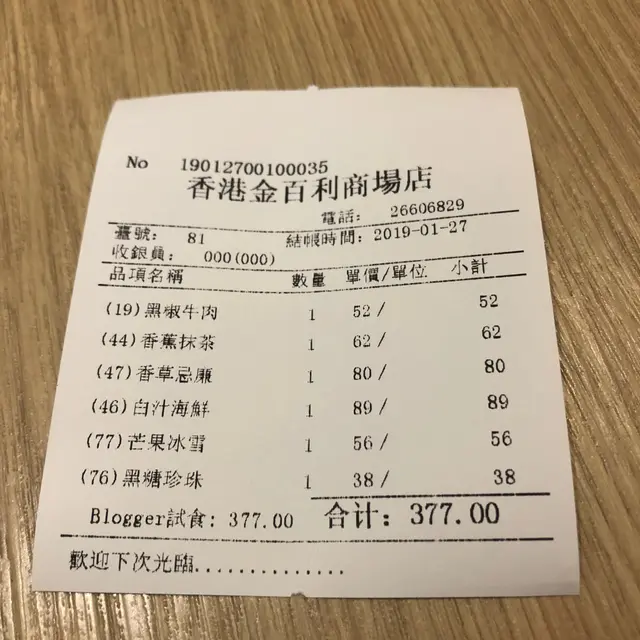 No 19012700100035
香港金百利商場店
電話: 26606829
臺號: 81 結帳時間: 2019-01-27
收銀員: 000(000)
品項名稱 數量 單價/單位 小計
(19)黑椒牛肉 1 52/ 52
(44)香蕉抹茶 1 62/ 62
(47)香草忌廉 1 80/ 80
(46)白汁海鮮 1 89/ 89
(77)芒果冰雪 1 56/ 56
(76)黑糖珍珠 1 38/ 38
Blogger試食: 377.00 合计: 377.00
歡迎下次光臨..............